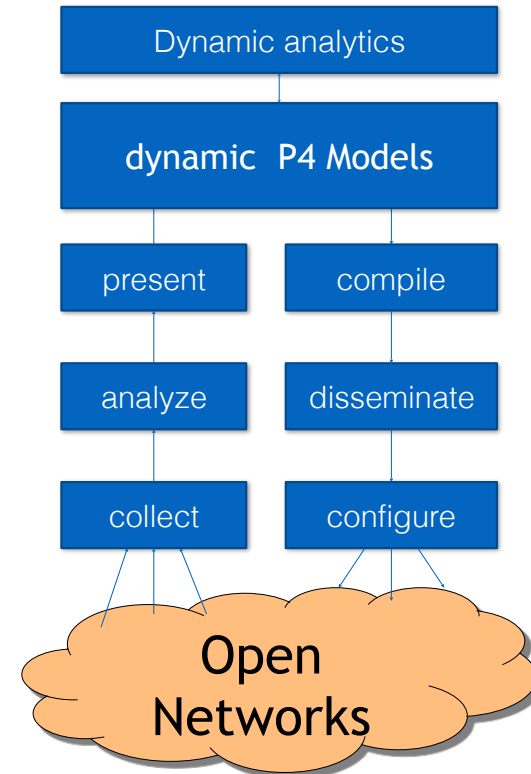 Dynamic analytics
dynamic P4 Models
present
compile
analyze
disseminate
collect
configure
Open
Networks